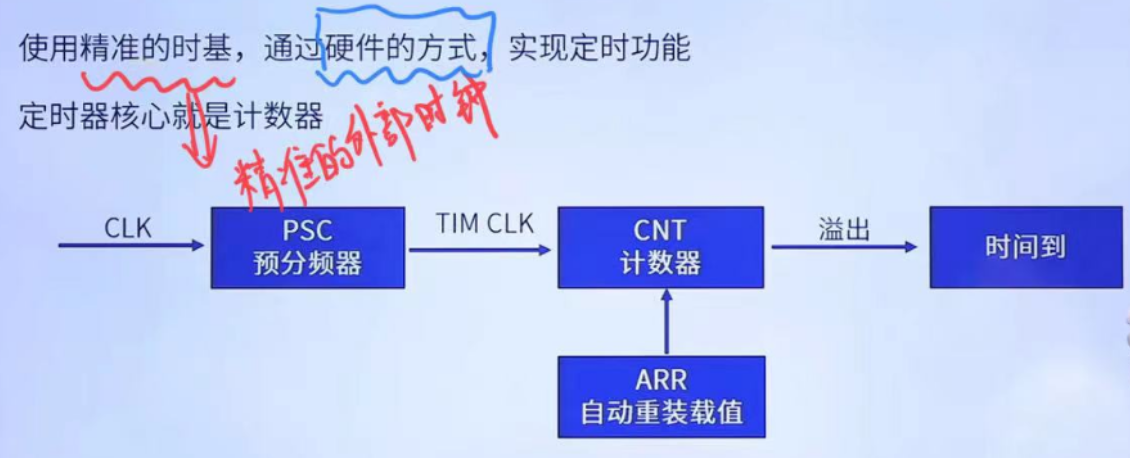 使用精准的时基，通过硬件的方式，实现定时功能
定时器核心就是计数器
精准的外部时钟
CLK
PSC
预分频器
TIM CLK
CNT
计数器
溢出
时间到
ARR
自动重装载值